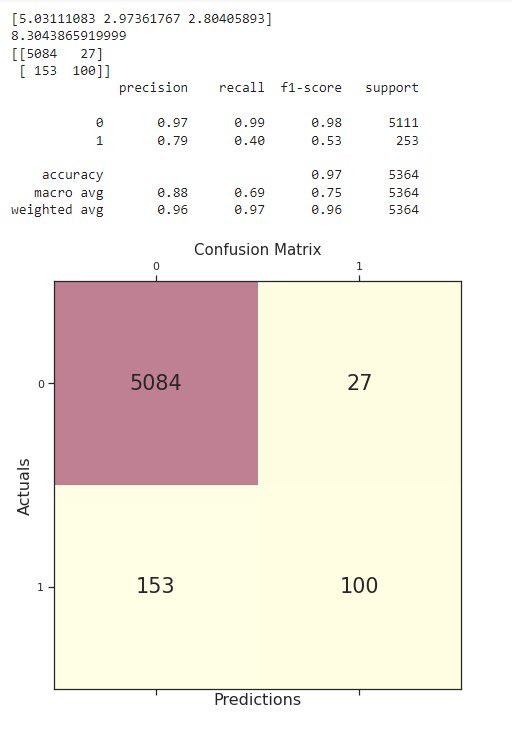 [5.03111083 2.97361767 2.80405893]
8.3043865919999
[[5084   27]
 [ 153  100]]
              precision    recall  f1-score   support

           0       0.97      0.99      0.98      5111
           1       0.79      0.40      0.53       253

    accuracy                           0.97      5364
   macro avg       0.88      0.69      0.75      5364
weighted avg       0.96      0.97      0.96      5364

Confusion Matrix
0 1
0 5084 27
Actuals
1 153 100
Predictions